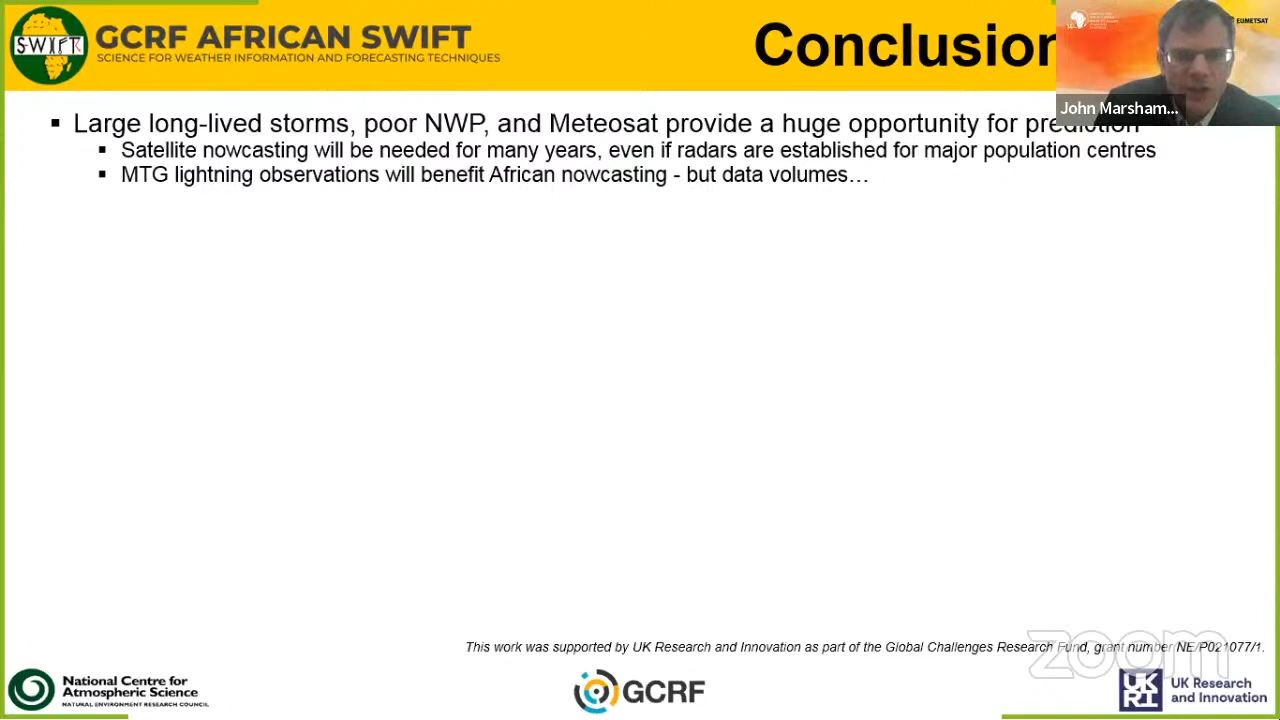 SWIFT
GCRF AFRICAN SWIFT
SCIENCE FOR WEATHER INFORMATION AND FORECASTING TECHNIQUES
Conclusion
EUMETSAT
John Marsham...
Large long-lived storms, poor NWP, and Meteosat provide a huge opportunity for prediction
Satellite nowcasting will be needed for many years, even if radars are established for major population centres
MTG lightning observations will benefit African nowcasting - but data volumes…
This work was supported by UK Research and Innovation as part of the Global Challenges Research Fund, grant number NE/P021077/1.
zoom
National Centre for
Atmospheric Science
NATURAL ENVIRONMENT RESEARCH COUNCIL
GCRF
UK
RI
UK Research
and Innovation